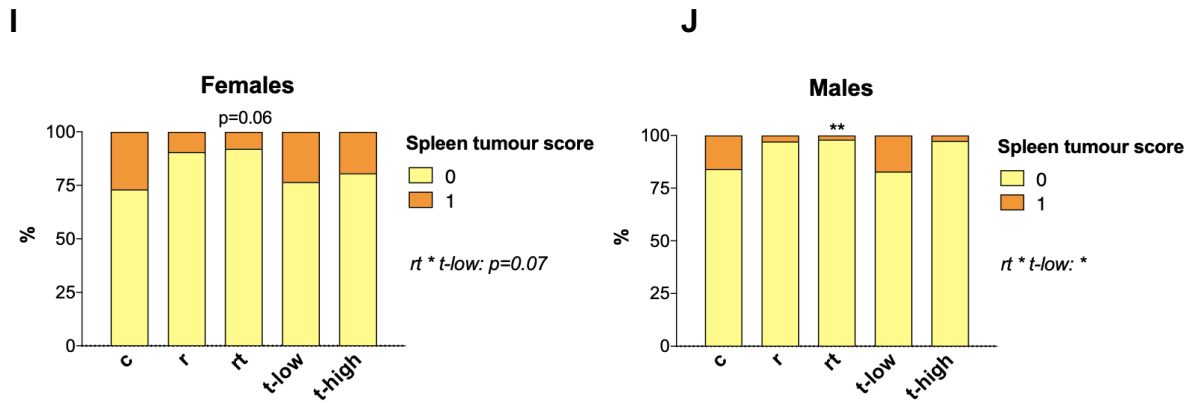 I
Females
p=0.06
100
75
50
25
0
%
c
r
rt
t-low
t-high
Spleen tumour score
0
1
rt * t-low: p=0.07
J
Males
**
100
75
50
25
0
%
c
r
rt
t-low
t-high
Spleen tumour score
0
1
rt * t-low: *